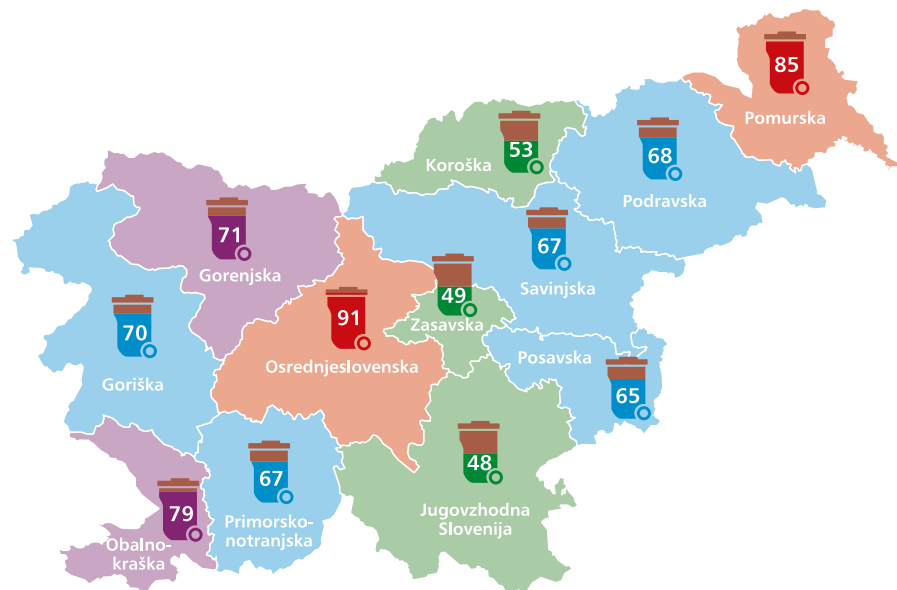 85
Pomurska
53
Koroška
68
Podravska
71
Gorenjska
67
Savinjska
49
Zasavska
91
Osrednjeslovenska
70
Goriška
Posavska
65
48
Jugovzhodna
Slovenija
67
Primorsko-
notranjska
79
Obalno-
kraška